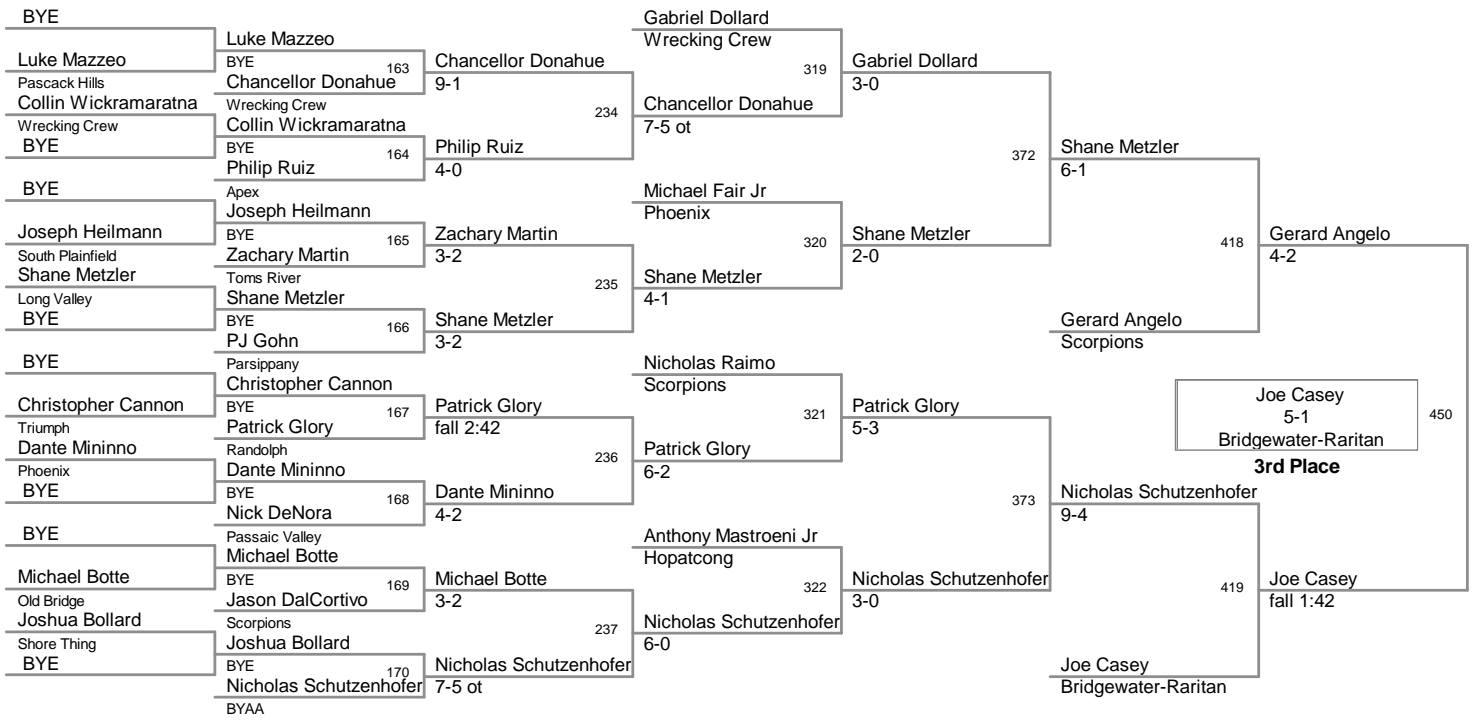 BYE
Luke Mazzeo
Pascack Hills
Collin Wickramaratna
Wrecking Crew
BYE
BYE
Joseph Heilmann
South Plainfield
Shane Metzler
Long Valley
BYE
BYE
Christopher Cannon
Triumph
Dante Mininno
Phoenix
BYE
BYE
Michael Botte
Old Bridge
Joshua Bollard
Shore Thing
BYE
Luke Mazzeo
BYE
163
Chancellor Donahue
Wrecking Crew
Collin Wickramaratna
BYE
164
Philip Ruiz
Apex
Joseph Heilmann
BYE
165
Zachary Martin
Toms River
Shane Metzler
BYE
166
PJ Gohn
Parsippany
Christopher Cannon
BYE
167
Patrick Glory
Randolph
Dante Mininno
BYE
168
Nick DeNora
Passaic Valley
Michael Botte
BYE
169
Jason DalCortivo
Scorpions
Joshua Bollard
BYE
170
Nicholas Schutzenhofer
BYAA
Chancellor Donahue
9-1
234
Philip Ruiz
4-0
Zachary Martin
3-2
235
Shane Metzler
3-2
Patrick Glory
fall 2:42
236
Dante Mininno
4-2
Michael Botte
3-2
237
Nicholas Schutzenhofer
7-5 ot
Gabriel Dollard
Wrecking Crew
319
Chancellor Donahue
7-5 ot
Michael Fair Jr
Phoenix
320
Shane Metzler
4-1
Nicholas Raimo
Scorpions
321
Patrick Glory
6-2
Anthony Mastroeni Jr
Hopatcong
322
Nicholas Schutzenhofer
6-0
Gabriel Dollard
3-0
372
Shane Metzler
2-0
Patrick Glory
5-3
373
Nicholas Schutzenhofer
3-0
Shane Metzler
6-1
418
Gerard Angelo
Scorpions
Nicholas Schutzenhofer
9-4
419
Joe Casey
Bridgewater-Raritan
Gerard Angelo
4-2
Joe Casey
5-1
Bridgewater-Raritan
450
3rd Place
Joe Casey
fall 1:42